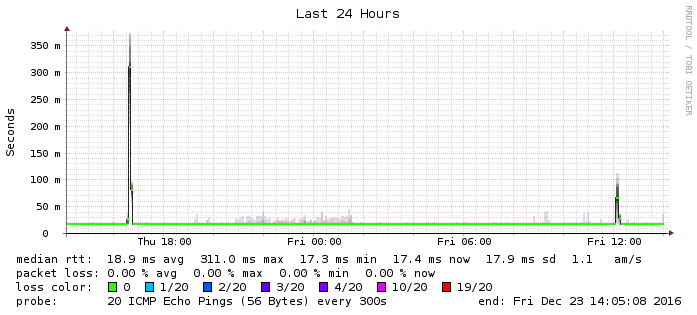 Last 24 Hours
RRDTOOL / TOBI OETIKER
Seconds
350 m
300 m
250 m
200 m
150 m
100 m
50 m
0
Thu 18:00 Fri 00:00 Fri 06:00 Fri 12:00
median rtt: 18.9 ms avg 311.0 ms max 17.3 ms min 17.4 ms now 17.9 ms sd 1.1 am/s
packet loss: 0.00 % avg 0.00 % max 0.00 % min 0.00 % now
loss color: 0 1/20 2/20 3/20 4/20 10/20 19/20
probe: 20 ICMP Echo Pings (56 Bytes) every 300s end: Fri Dec 23 14:05:08 2016